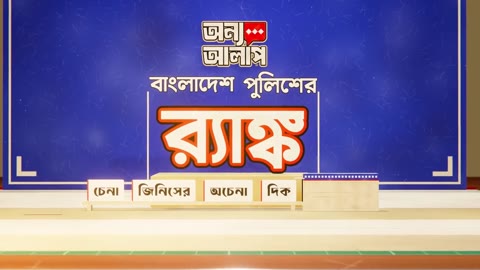 অন্য
আলাপ
বাংলাদেশ পুলিশের
র‍্যাঙ্ক
চেনা জিনিসের অচেনা দিক